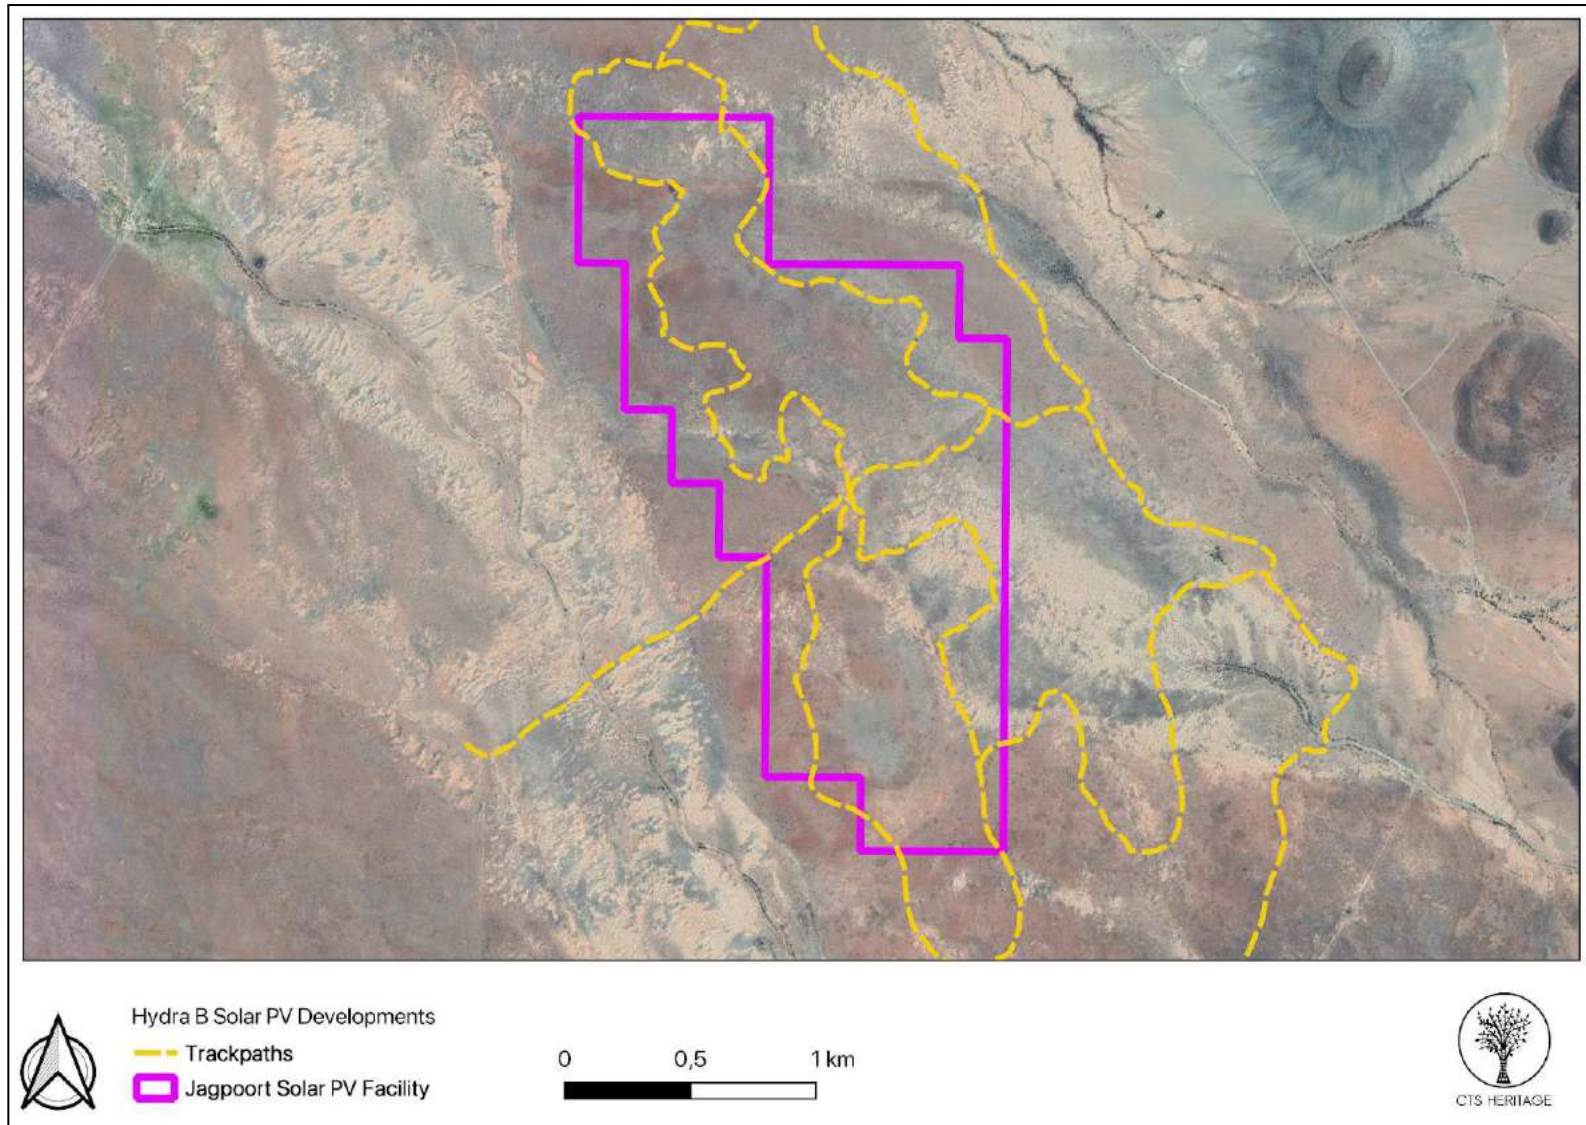 Hydra B Solar PV Developments
Trackpaths
Jagpoort Solar PV Facility
0 0,5 1 km
CTS HERITAGE